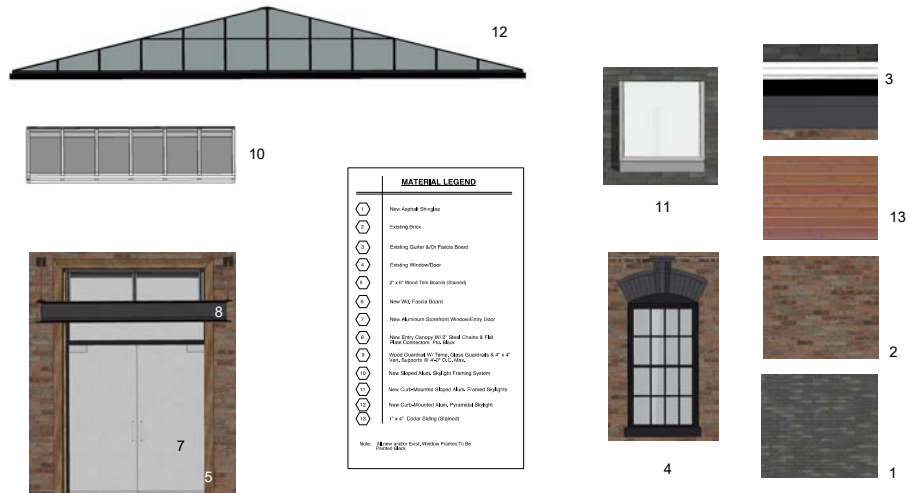 12
3
10
11
13
MATERIAL LEGEND
1 New Asphalt Shingles
2 Existing Brick
3 Existing Gutter &/Or Fascia Board
4 Existing Window/Door
5 2" x 6" Wood Trim Boards (Stained)
6 New Wd. Fascia Board
7 New Aluminum Storefront Window/Entry Door
8 New Entry Canopy W/ 2" Steel Chains & Flat
Plate Connectors Ptd. Black
9 Wood Guardrail W/ Temp. Glass Guardrails & 4" x 4"
Vert. Supports @ 4'-0" O.C. Max.
10 New Sloped Alum. Skylight Framing System
11 New Curb-Mounted Sloped Alum. Framed Skylights
12 New Curb-Mounted Alum. Pyramidal Skylight
13 1" x 4" Cedar Siding (Stained)
Note: All new and/or Exist. Window Frames To Be
Painted Black
8
2
7
5
4
1